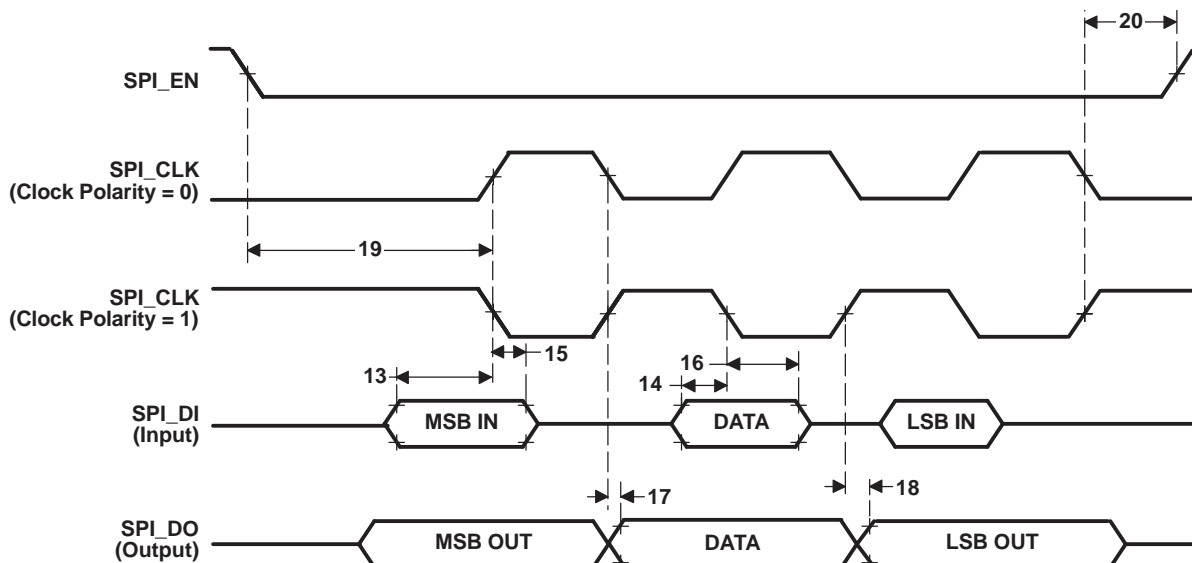 20
SPI_EN
SPI_CLK
(Clock Polarity = 0)
19
SPI_CLK
(Clock Polarity = 1)
15
16
13
14
SPI_DI
(Input)
MSB IN
DATA
LSB IN
17
18
SPI_DO
(Output)
MSB OUT
DATA
LSB OUT